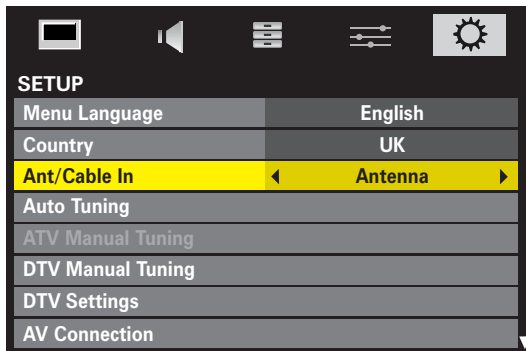 SETUP
Menu Language English
Country UK
Ant/Cable In Antenna
Auto Tuning
ATV Manual Tuning
DTV Manual Tuning
DTV Settings
AV Connection